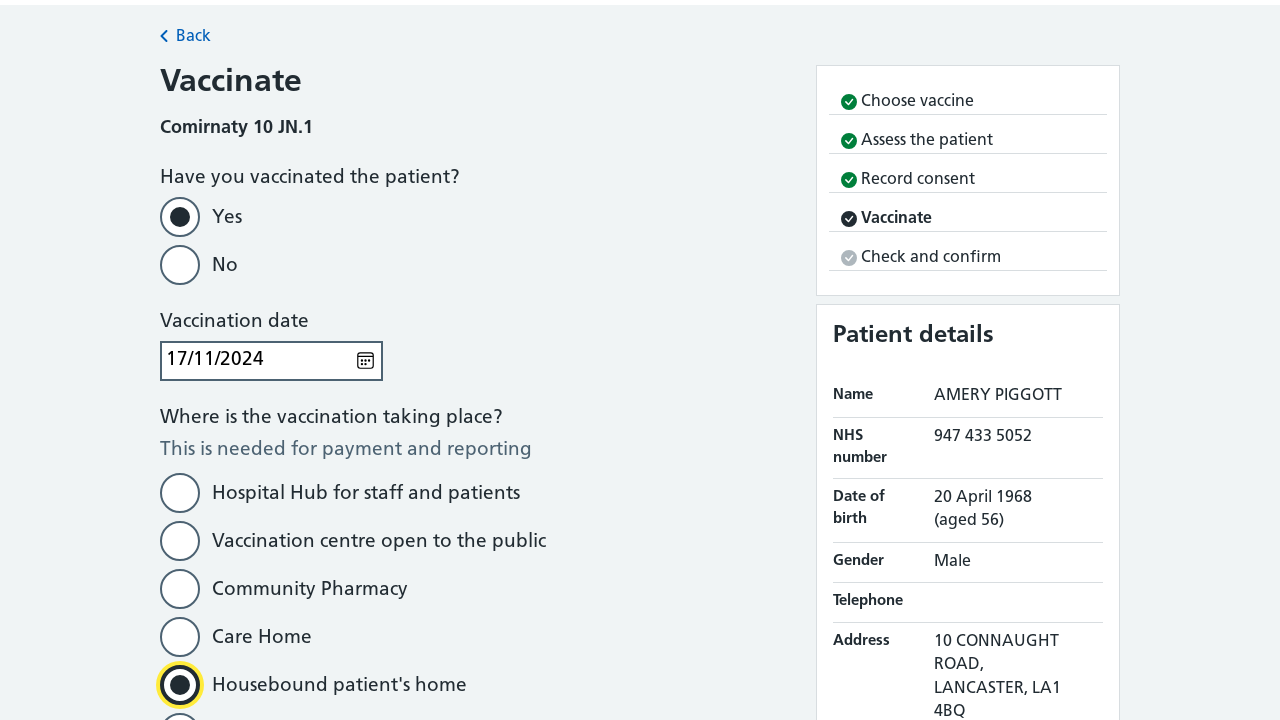 Back
Vaccinate
Comirnaty 10 JN.1
Have you vaccinated the patient?
Yes
No
Vaccination date
17/11/2024
Where is the vaccination taking place?
This is needed for payment and reporting
Hospital Hub for staff and patients
Vaccination centre open to the public
Community Pharmacy
Care Home
Housebound patient's home
Choose vaccine
Assess the patient
Record consent
Vaccinate
Check and confirm
Patient details
Name AMERY PIGGOTT
NHS number 947 433 5052
Date of birth 20 April 1968 (aged 56)
Gender Male
Telephone
Address 10 CONNAUGHT
ROAD,
LANCASTER, LA1
4BQ